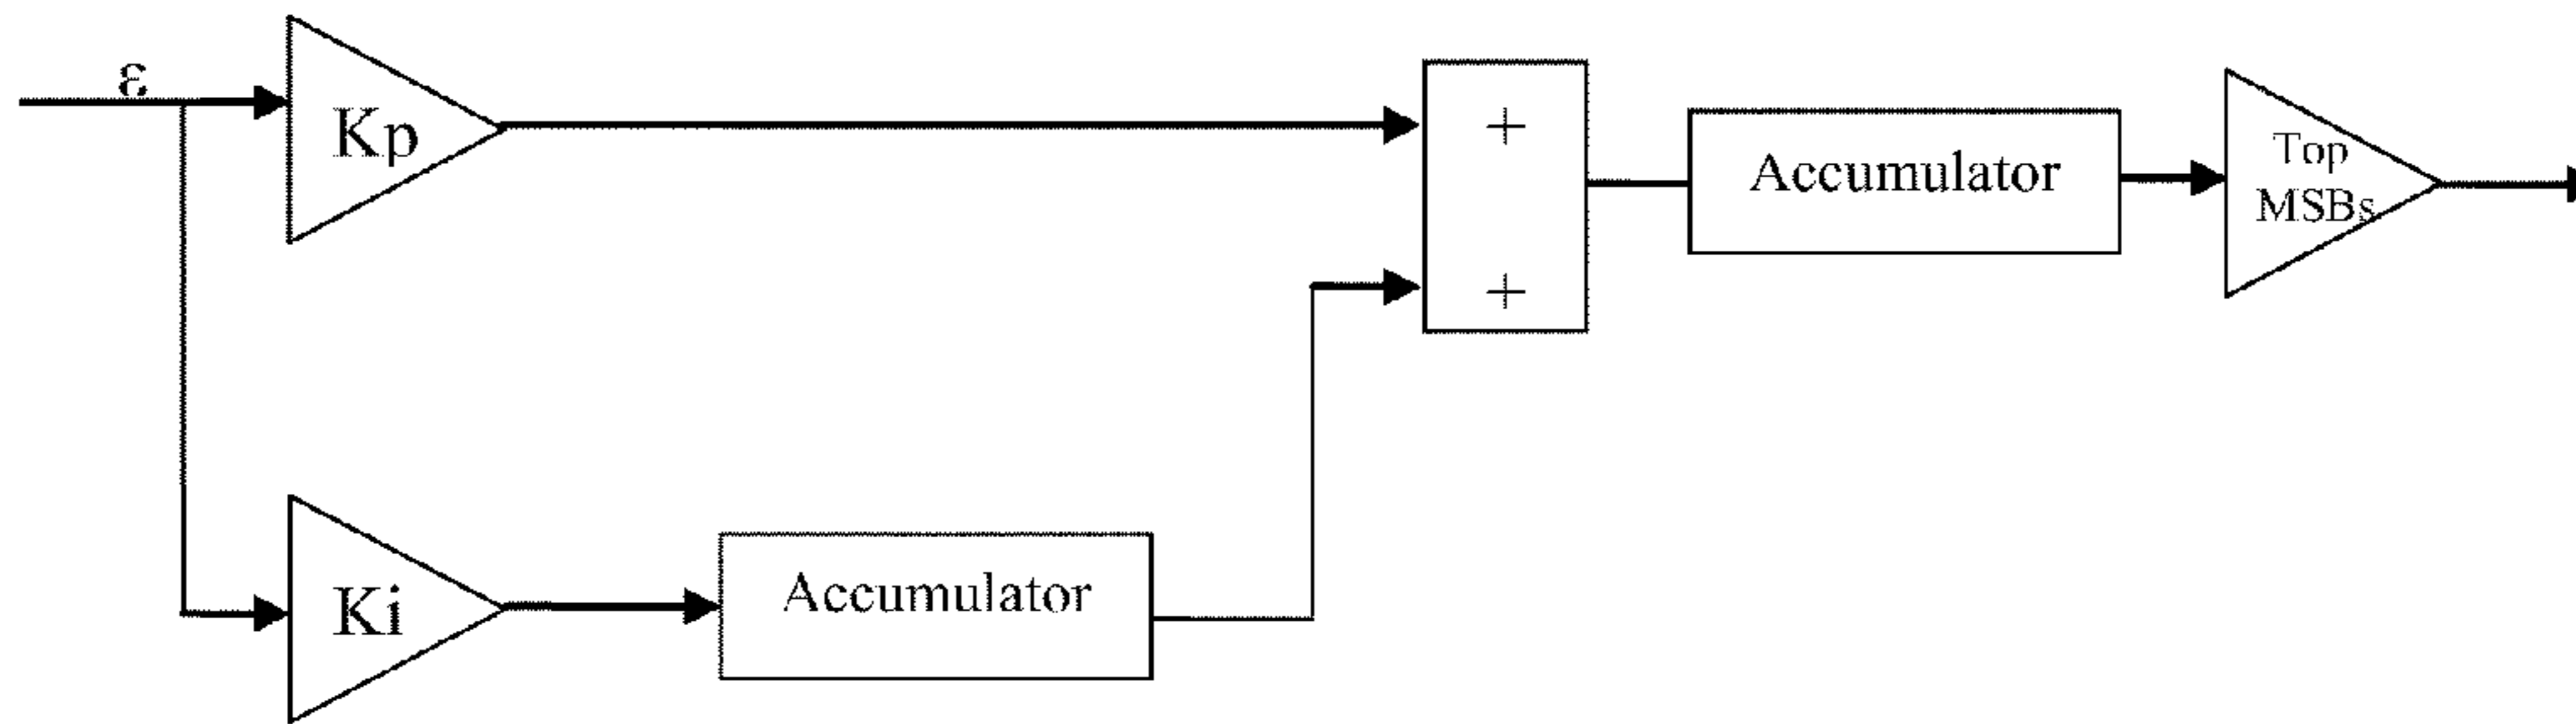 ε
Kp
+
Accumulator
Top
MSBs
+
Ki
Accumulator